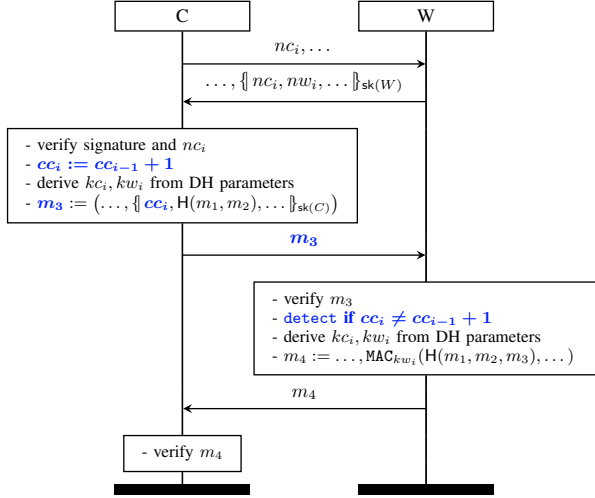 C W
nc_i, ...
..., {[ nc_i, nw_i, ... ]}_sk(W)
- verify signature and nc_i
- cc_i := cc_{i−1} + 1
- derive kc_i, kw_i from DH parameters
- m_3 := (..., {[ cc_i, H(m_1, m_2), ... ]}_sk(C))
m_3
- verify m_3
- detect if cc_i ≠ cc_{i−1} + 1
- derive kc_i, kw_i from DH parameters
- m_4 := ..., MAC_{kw_i}(H(m_1, m_2, m_3), ...)
m_4
- verify m_4